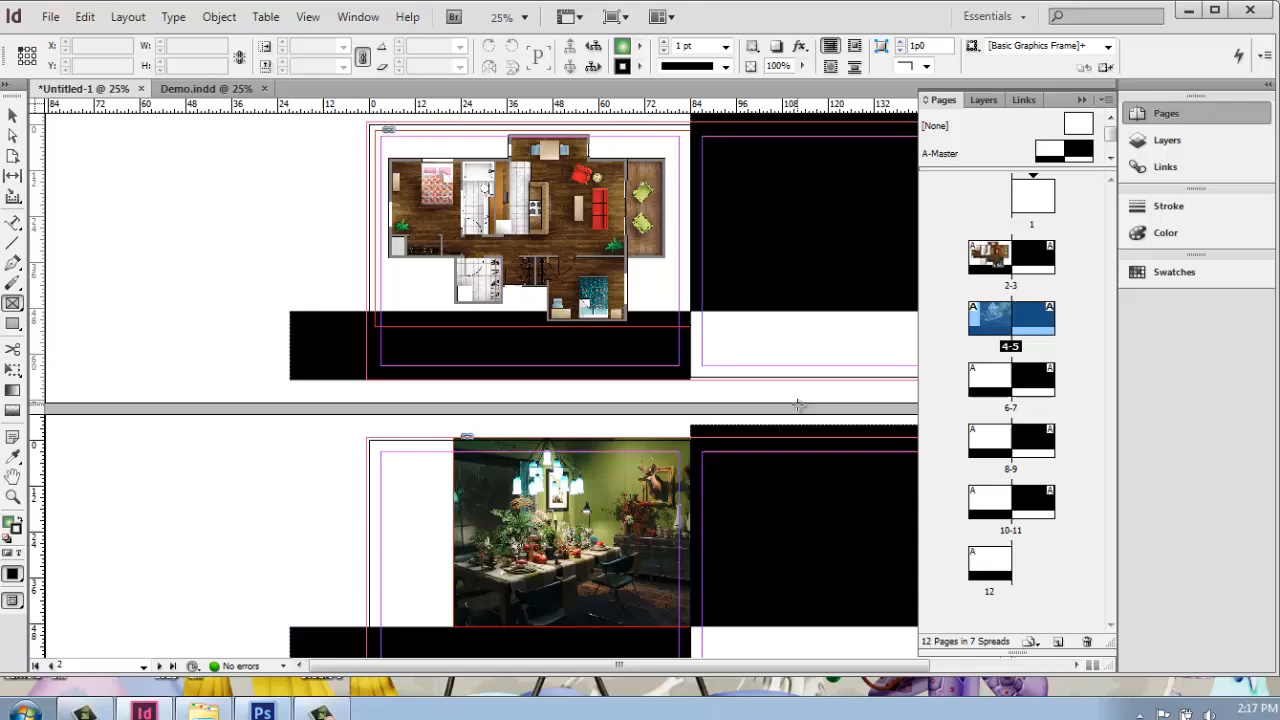 Id File Edit Layout Type Object Table View Window Help Br 25% Essentials
X: W: 1 pt 1p0 [Basic Graphics Frame]+
Y: H: P 100% fx.
*Untitled-1 @ 25% × Demo.indd @ 25% ×
84 72 60 48 36 24 12 0 12 24 36 48 60 72 84 96 108 120 132
Pages Layers Links
[None]
A-Master
1
A A
2-3
A A
4-5
A A
6-7
A A
8-9
A A
10-11
A
12
12 Pages in 7 Spreads
Pages
Layers
Links
Stroke
Color
Swatches
2 No errors
Id Ps
2:17 PM